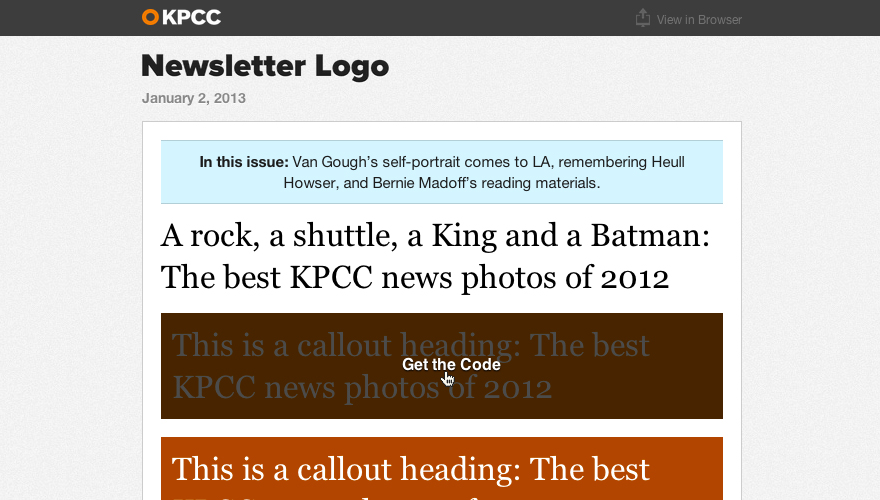 KPCC
View in Browser
Newsletter Logo
January 2, 2013
In this issue: Van Gough's self-portrait comes to LA, remembering Heull
Howser, and Bernie Madoff's reading materials.
A rock, a shuttle, a King and a Batman:
The best KPCC news photos of 2012
This is a callout heading: The best
Get the Code
KPCC news photos of 2012
This is a callout heading: The best